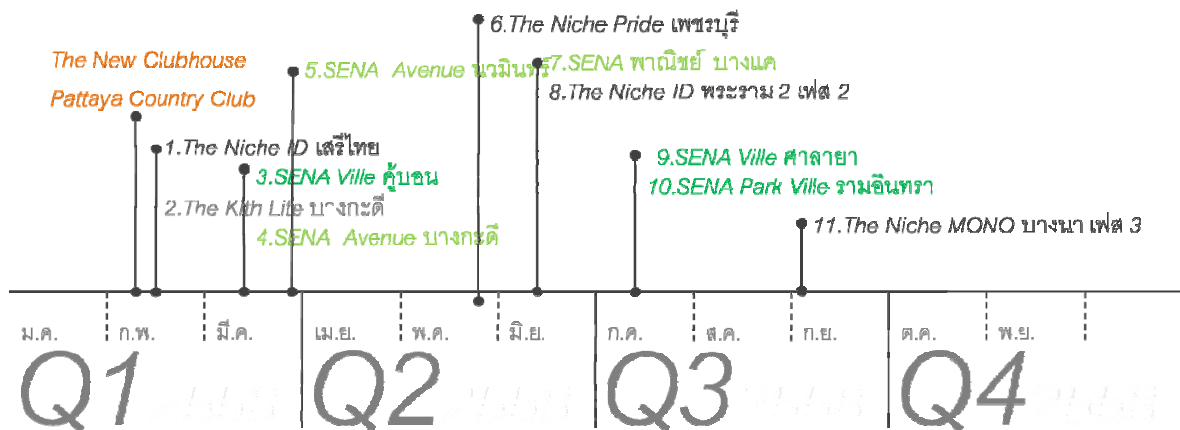 6.The Niche Pride เพชรบุรี
The New Clubhouse
Pattaya Country Club
5.SENA Avenue นวมินทร์
7.SENA พาณิชย์ บางแค
8.The Niche ID พระราม 2 เฟส 2
1.The Niche ID เสรีไทย
3.SENA Ville คู้บอน
2.The Kith Lite บางกะดี
4.SENA Avenue บางกะดี
9.SENA Ville ศาลายา
10.SENA Park Ville รามอินทรา
11.The Niche MONO บางนา เฟส 3
ม.ค. ก.พ. มี.ค. เม.ย. พ.ค. มิ.ย. ก.ค. ส.ค. ก.ย. ต.ค. พ.ย.
Q1 Q2 Q3 Q4